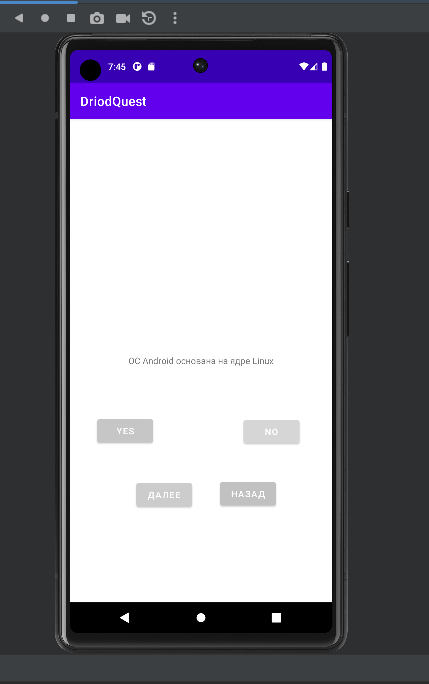 7:45
DriodQuest
ОС Android основана на ядре Linux
YES
NO
ДАЛЕЕ
НАЗАД